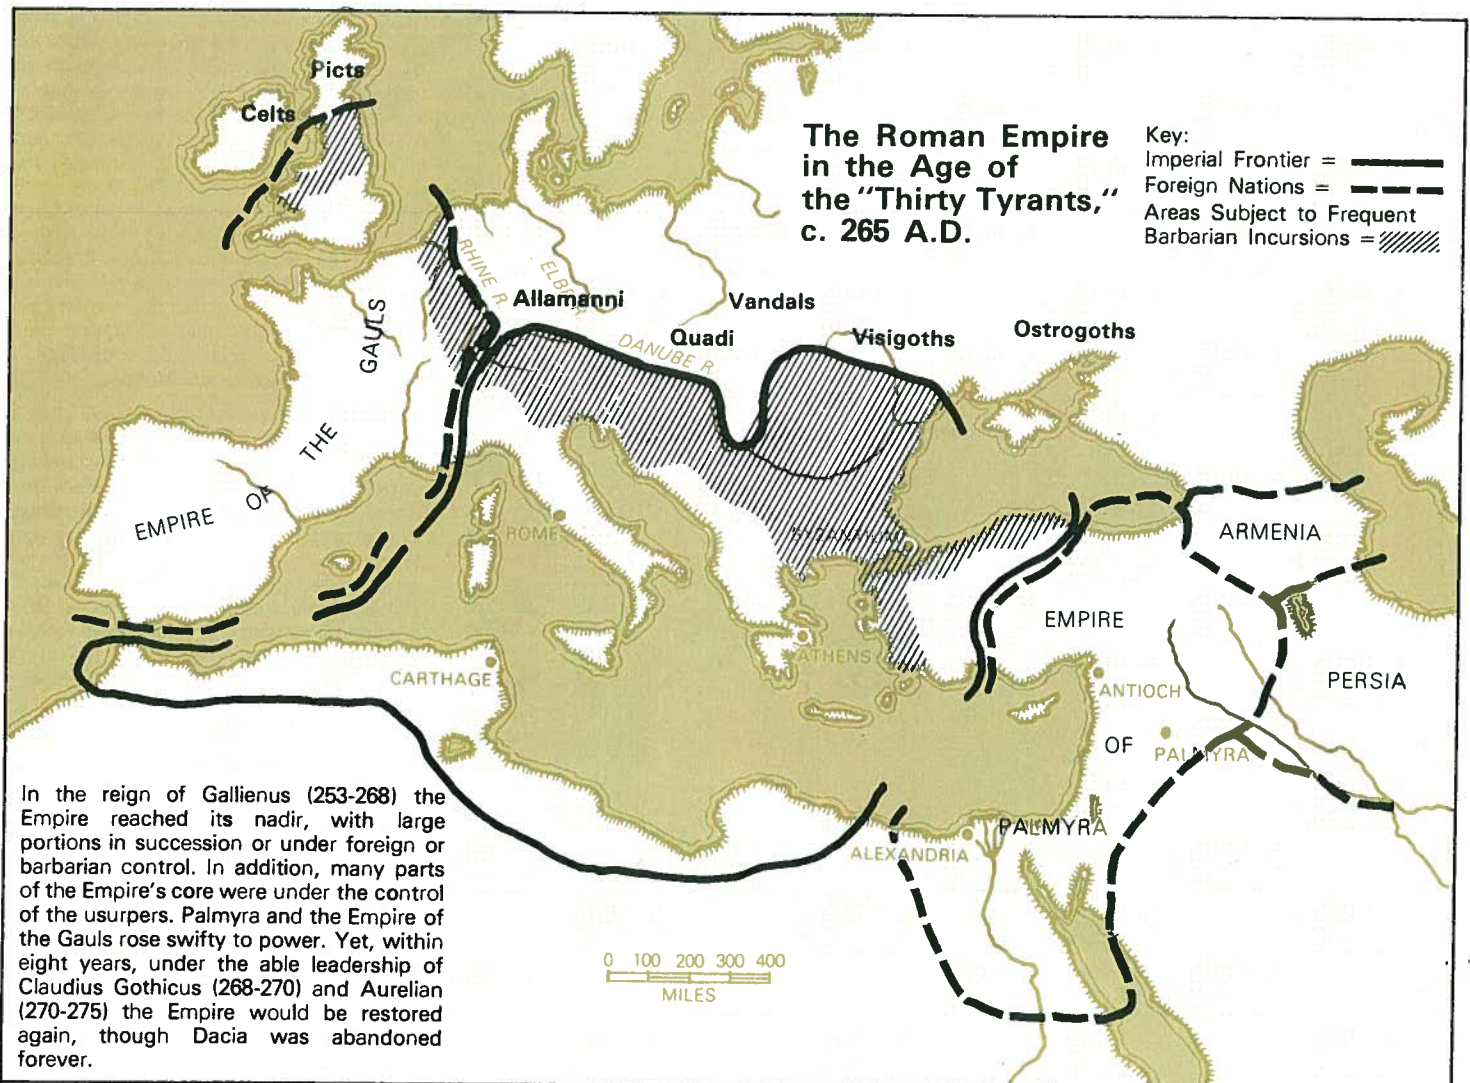 Picts
Celts
The Roman Empire
in the Age of
the "Thirty Tyrants,"
c. 265 A.D.
Key:
Imperial Frontier =
Foreign Nations =
Areas Subject to Frequent
Barbarian Incursions =
RHINE R.
ELBE R.
Allamanni
Vandals
Quadi
DANUBE R.
Visigoths
Ostrogoths
EMPIRE OF THE GAULS
ROME
BYZANTIUM
ARMENIA
EMPIRE
OF
PALMYRA
ATHENS
CARTHAGE
ANTIOCH
PERSIA
PALMYRA
ALEXANDRIA
In the reign of Gallienus (253-268) the
Empire reached its nadir, with large
portions in succession or under foreign or
barbarian control. In addition, many parts
of the Empire's core were under the control
of the usurpers. Palmyra and the Empire of
the Gauls rose swifty to power. Yet, within
eight years, under the able leadership of
Claudius Gothicus (268-270) and Aurelian
(270-275) the Empire would be restored
again, though Dacia was abandoned
forever.
0 100 200 300 400
MILES